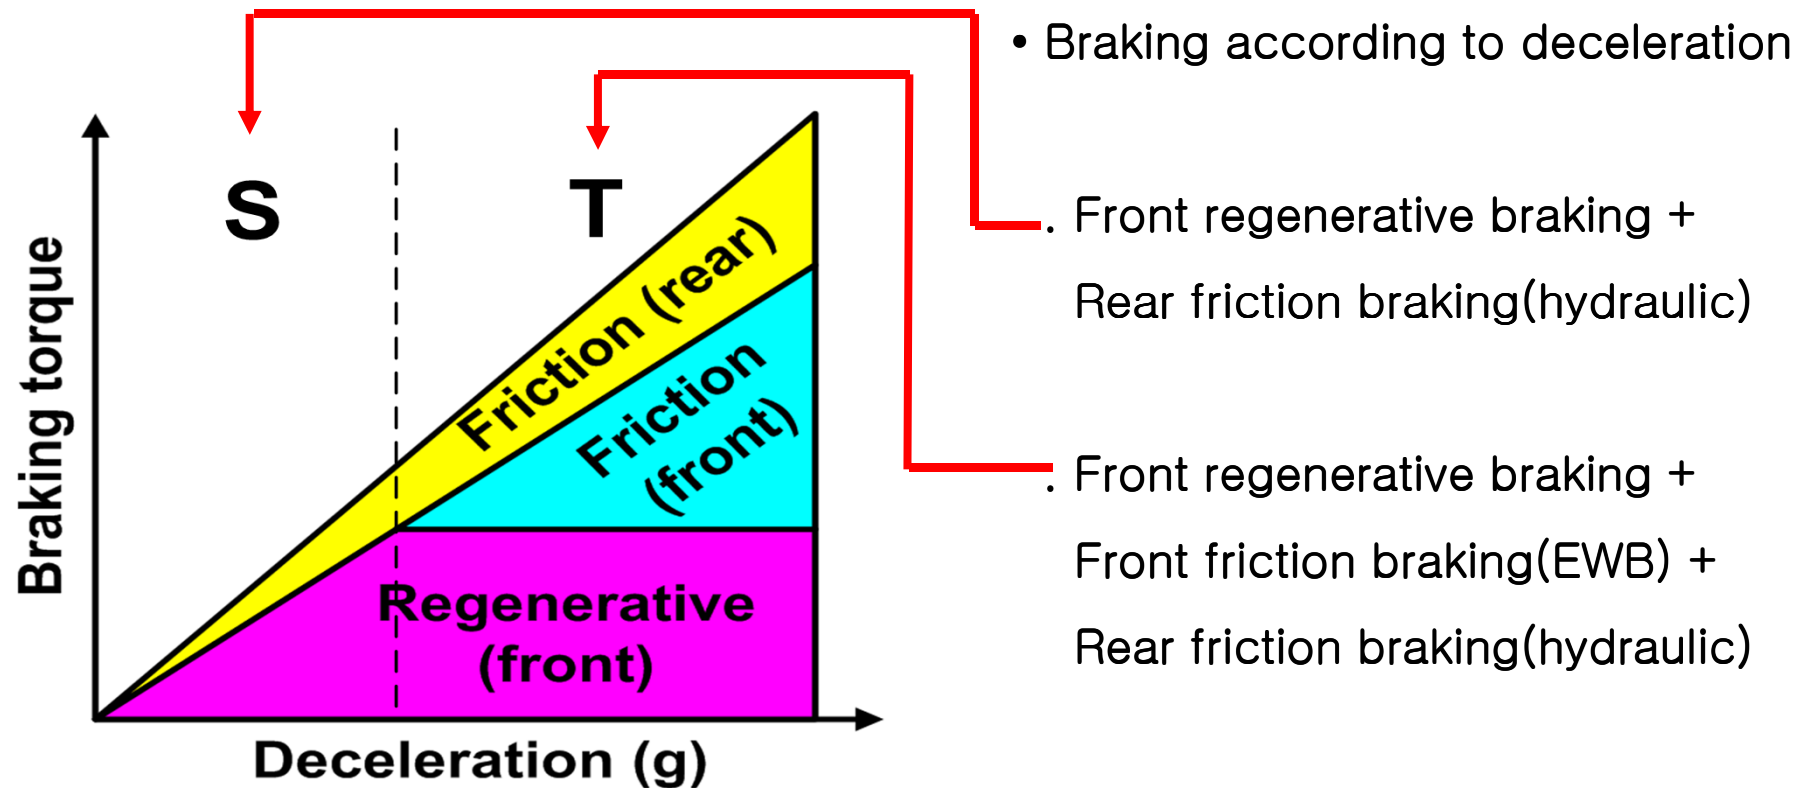 • Braking according to deceleration
S
T
. Front regenerative braking +
Rear friction braking(hydraulic)
. Front regenerative braking +
Front friction braking(EWB) +
Rear friction braking(hydraulic)
Braking torque
Friction (rear)
Friction
(front)
Regenerative
(front)
Deceleration (g)